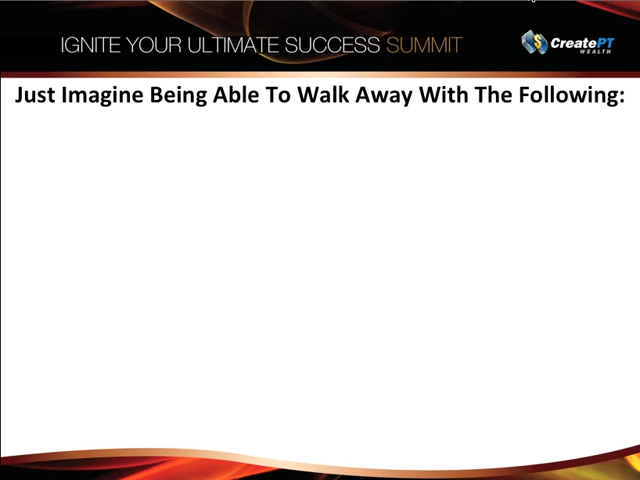 IGNITE YOUR ULTIMATE SUCCESS SUMMIT
CreatePT
WEALTH
Just Imagine Being Able To Walk Away With The Following: